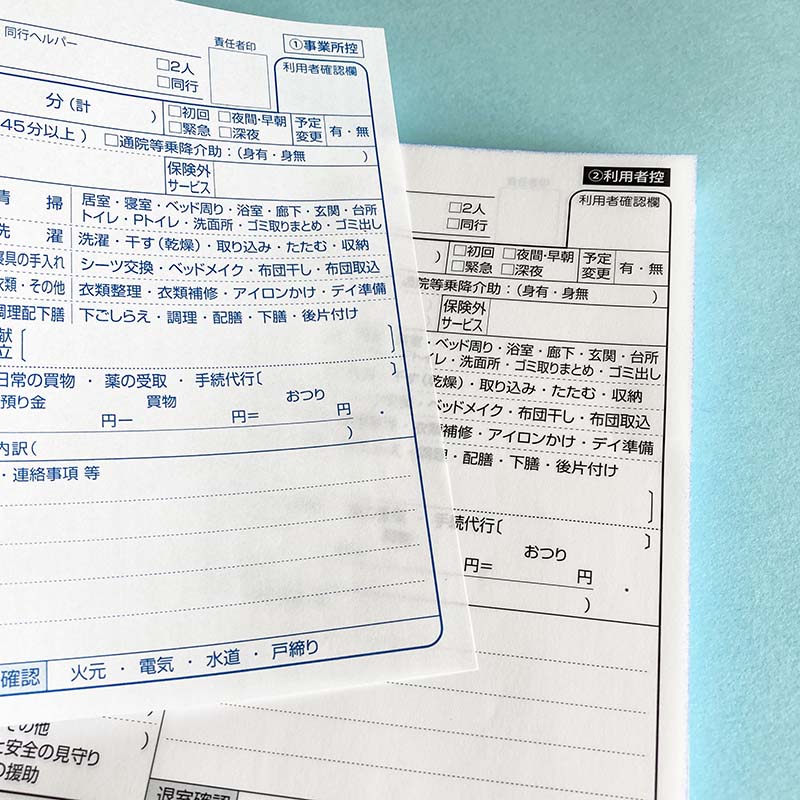 同行ヘルパー
□2人
□同行
責任者印
①事業所控
利用者確認欄
分(計　　)
□初回 □夜間・早朝
□緊急 □深夜
予定
変更
有・無
45分以上) □通院等乗降介助:(身有・身無　　)
保険外
サービス
清　掃 居室・寝室・ベッド周り・浴室・廊下・玄関・台所
トイレ・Pトイレ・洗面所・ゴミ取りまとめ・ゴミ出し
洗　濯 洗濯・干す(乾燥)・取り込み・たたむ・収納
寝具の手入れ シーツ交換・ベッドメイク・布団干し・布団取込
衣類・その他 衣類整理・衣類補修・アイロンかけ・デイ準備
調理配下膳 下ごしらえ・調理・配膳・下膳・後片付け
献
立〔　　〕
日常の買物 ・ 薬の受取 ・ 手続代行〔　　〕
預り金 買物 おつり
円ー 円= 円 .
内訳(　　)
・連絡事項 等
確認 火元 ・ 電気 ・ 水道 ・ 戸締り
②利用者控
責任者印
利用者確認欄
□2人
□同行
)
□初回 □夜間・早朝
□緊急 □深夜
予定
変更
有・無
院等乗降介助:(身有・身無　　)
保険外
サービス
・ベッド周り・浴室・廊下・玄関・台所
トイレ・洗面所・ゴミ取りまとめ・ゴミ出し
す(乾燥)・取り込み・たたむ・収納
ベッドメイク・布団干し・布団取込
補修・アイロンかけ・デイ準備
・配膳・下膳・後片付け
〕
手続代行〔　　〕
おつり
円= 円 .
)
その他
と安全の見守り
の援助
)
退室確認